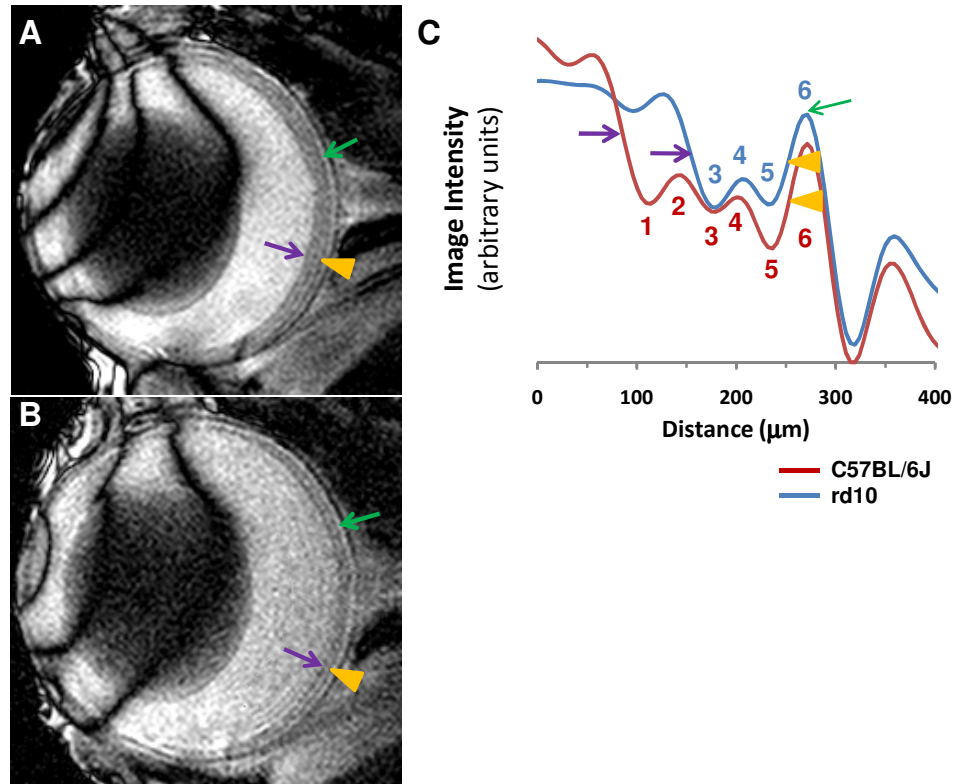 A
B
C
Image Intensity
(arbitrary units)
6
3
4
5
1
2
3
4
5
6
0
100
200
300
400
Distance (μm)
C57BL/6J
rd10